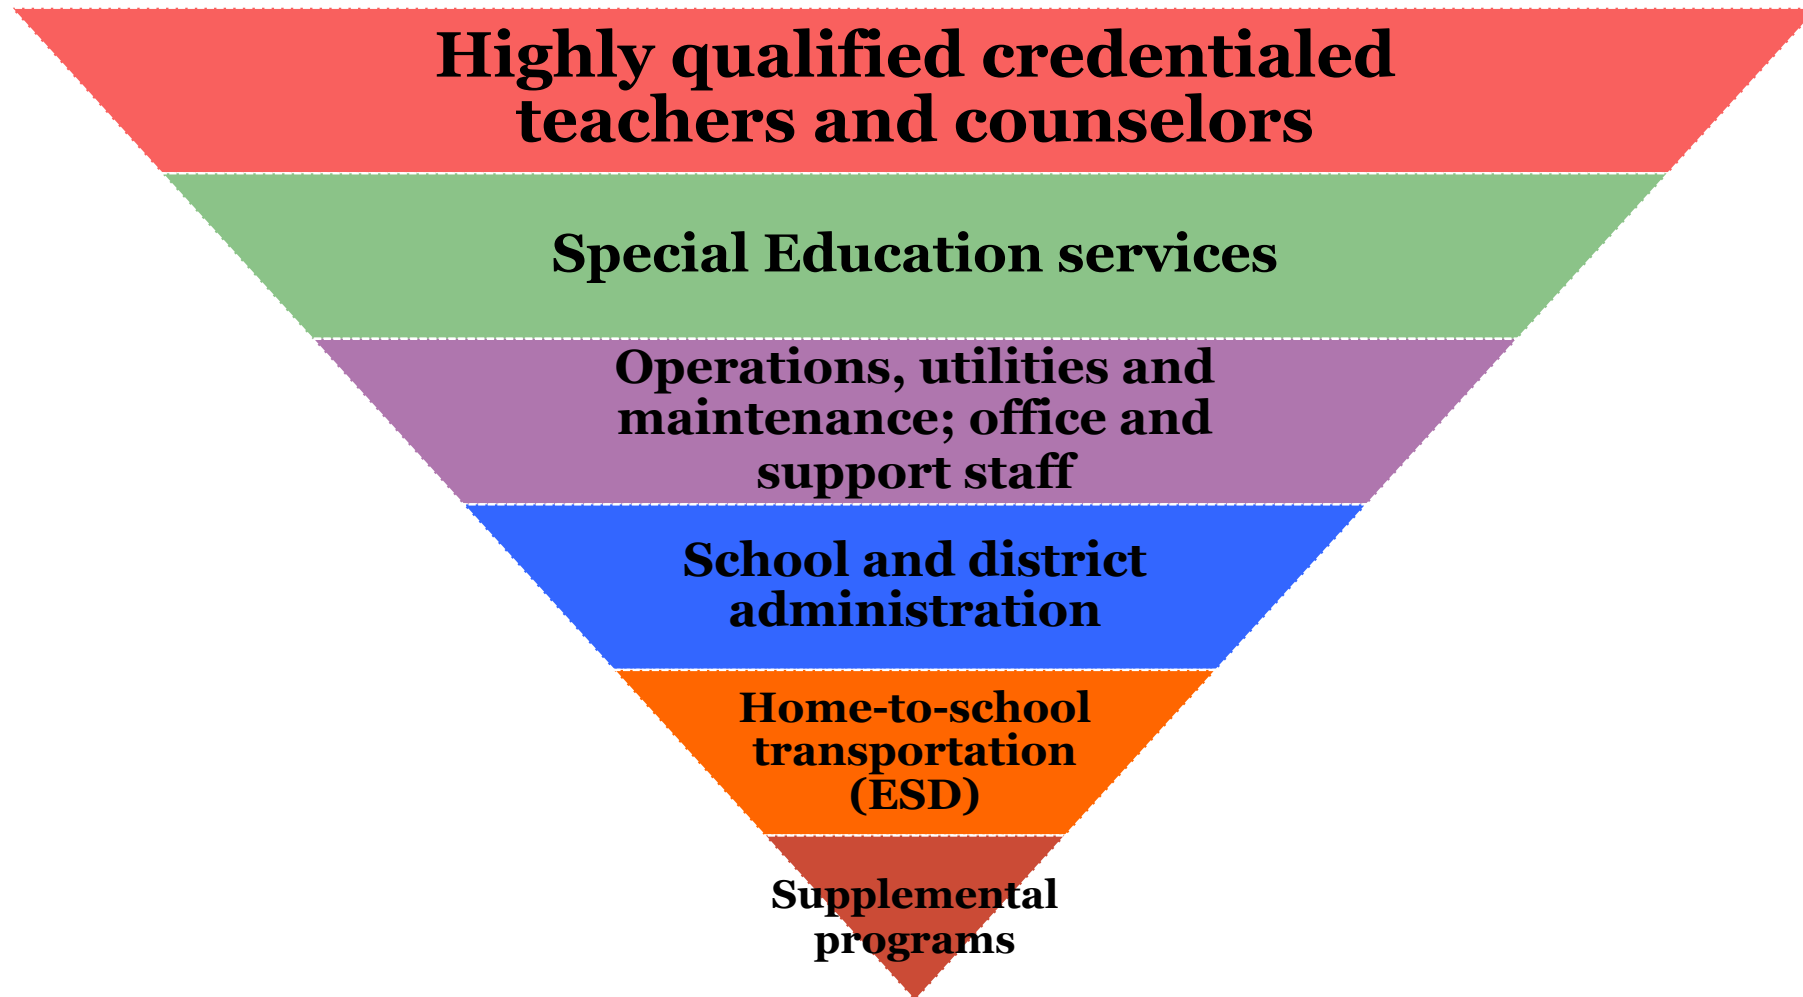 Highly qualified credentialed
teachers and counselors
Special Education services
Operations, utilities and
maintenance; office and
support staff
School and district
administration
Home-to-school
transportation
(ESD)
Supplemental
programs